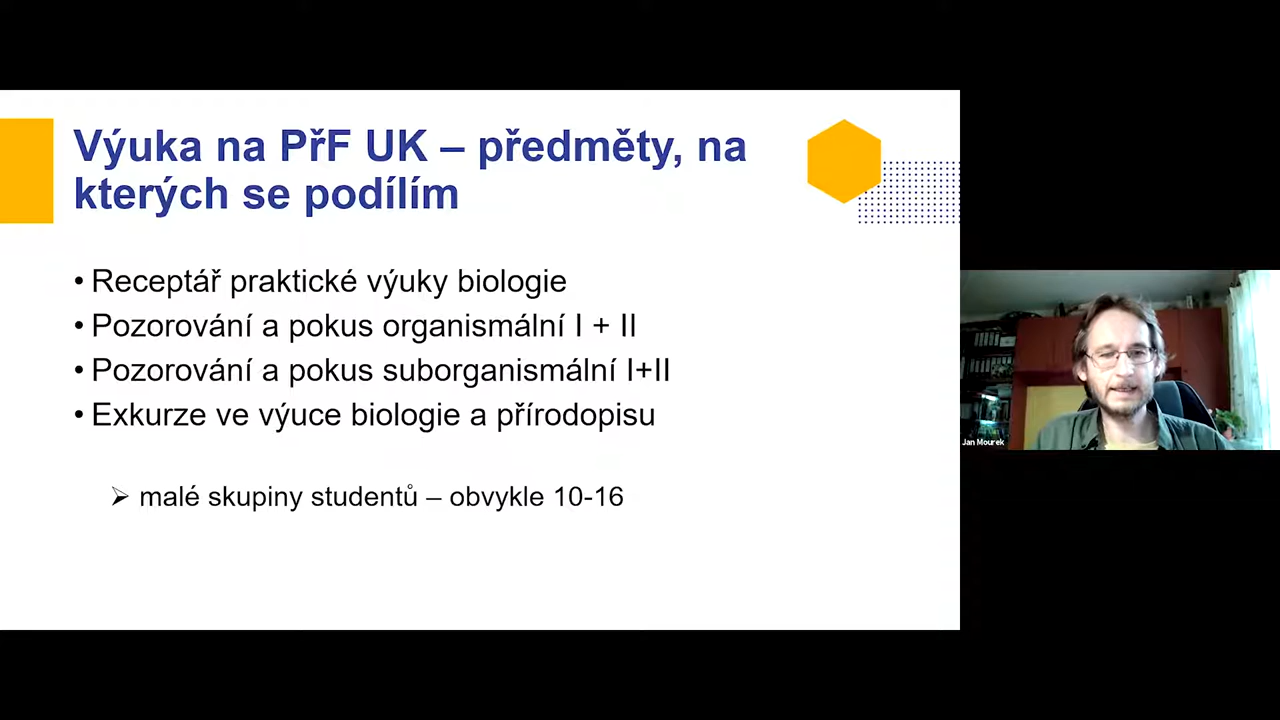 Výuka na PřF UK – předměty, na
kterých se podílím
• Receptář praktické výuky biologie
• Pozorování a pokus organismální I + II
• Pozorování a pokus suborganismální I+II
• Exkurze ve výuce biologie a přírodopisu
➢ malé skupiny studentů – obvykle 10-16
Jan Mourek